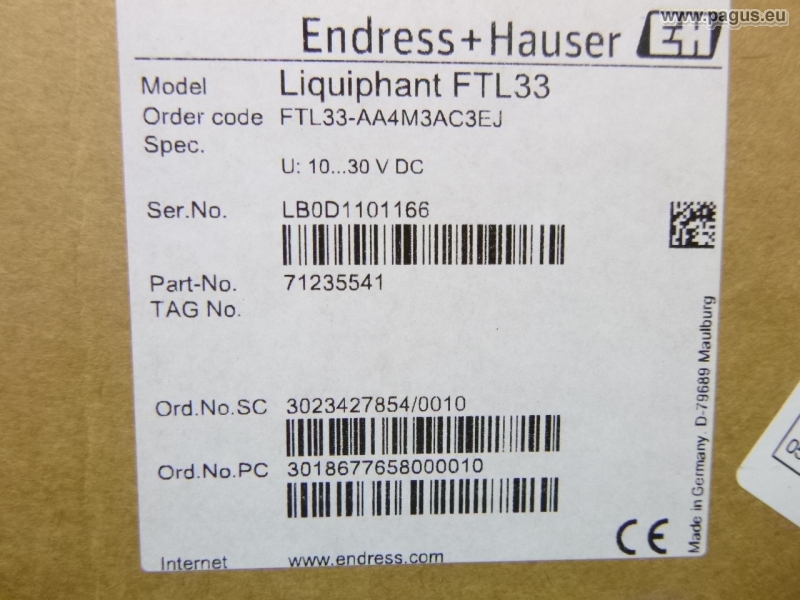 www.pagus.eu
Endress+Hauser
Model Liquiphant FTL33
Order code FTL33-AA4M3AC3EJ
Spec.
U: 10...30 V DC
Ser.No. LB0D1101166
Part-No. 71235541
TAG No.
Ord.No.SC 3023427854/0010
Ord.No.PC 3018677658000010
CE
Internet www.endress.com
Made in Germany, D-79689 Maulburg